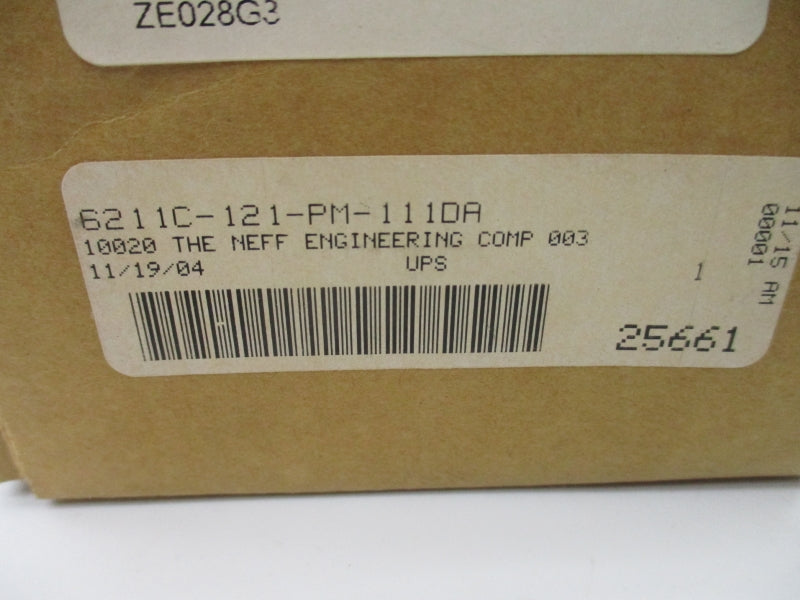 ZE028G3
6211C-121-PM-111DA
10020 THE NEFF ENGINEERING COMP 003
11/19/04 UPS
1
25661
11/15 AM
00001